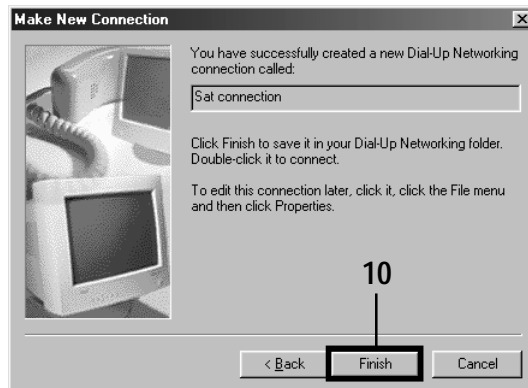 Make New Connection
You have successfully created a new Dial-Up Networking
connection called:
Sat connection
Click Finish to save it in your Dial-Up Networking folder.
Double-click it to connect.
To edit this connection later, click it, click the File menu
and then click Properties.
10
< Back Finish Cancel